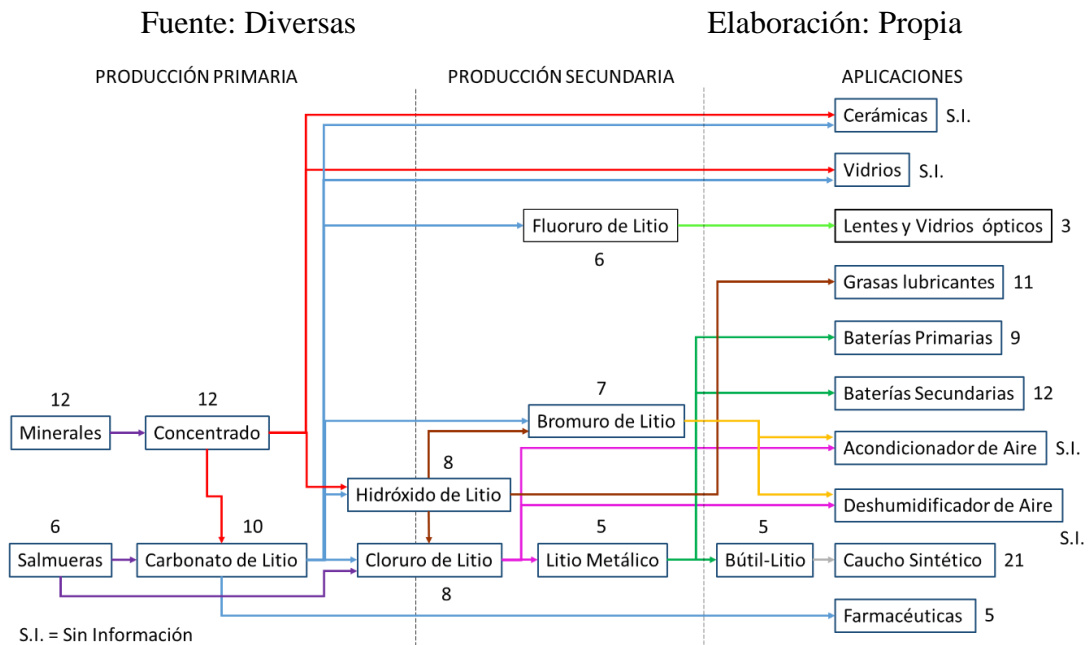 Fuente: Diversas
Elaboración: Propia
PRODUCCIÓN PRIMARIA
PRODUCCIÓN SECUNDARIA
APLICACIONES
Cerámicas
S.I.
Vidrios
S.I.
Fluoruro de Litio
6
Lentes y Vidrios ópticos
3
Grasas lubricantes
11
Baterías Primarias
9
12
Minerales
12
Concentrado
7
Bromuro de Litio
Baterías Secundarias
12
Acondicionador de Aire
S.I.
8
Hidróxido de Litio
Deshumidificador de Aire
S.I.
6
Salmueras
10
Carbonato de Litio
Cloruro de Litio
8
5
Litio Metálico
5
Bútil-Litio
Caucho Sintético
21
Farmacéuticas
5
S.I. = Sin Información